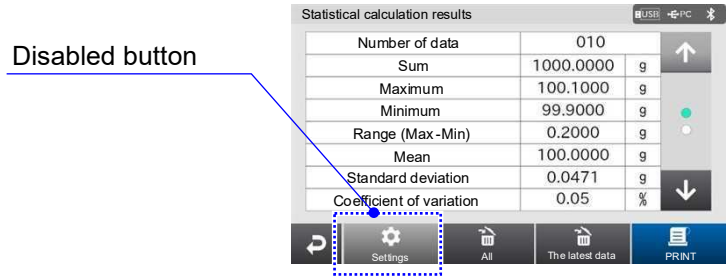 Statistical calculation results USB PC
Disabled button
Number of data 010
Sum 1000.0000 g
Maximum 100.1000 g
Minimum 99.9000 g
Range (Max-Min) 0.2000 g
Mean 100.0000 g
Standard deviation 0.0471 g
Coefficient of variation 0.05 %
Settings All The latest data PRINT